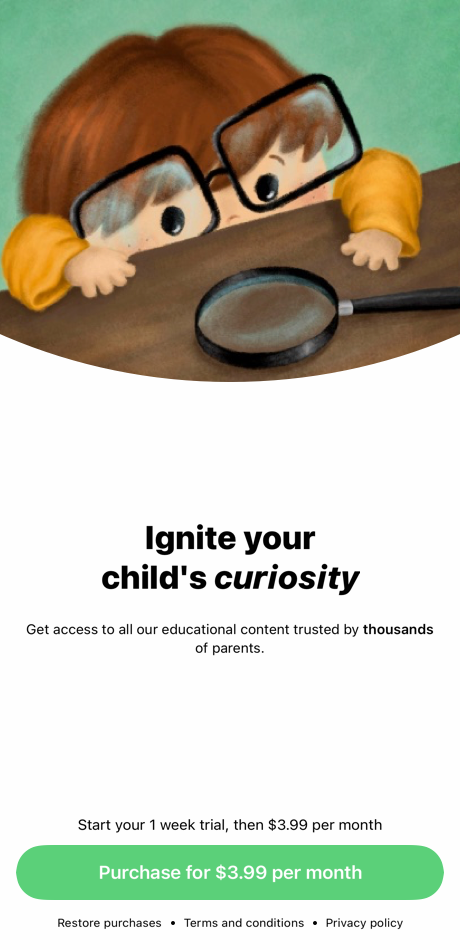 Ignite your
child's curiosity
Get access to all our educational content trusted by thousands
of parents.
Start your 1 week trial, then $3.99 per month
Purchase for $3.99 per month
Restore purchases • Terms and conditions • Privacy policy